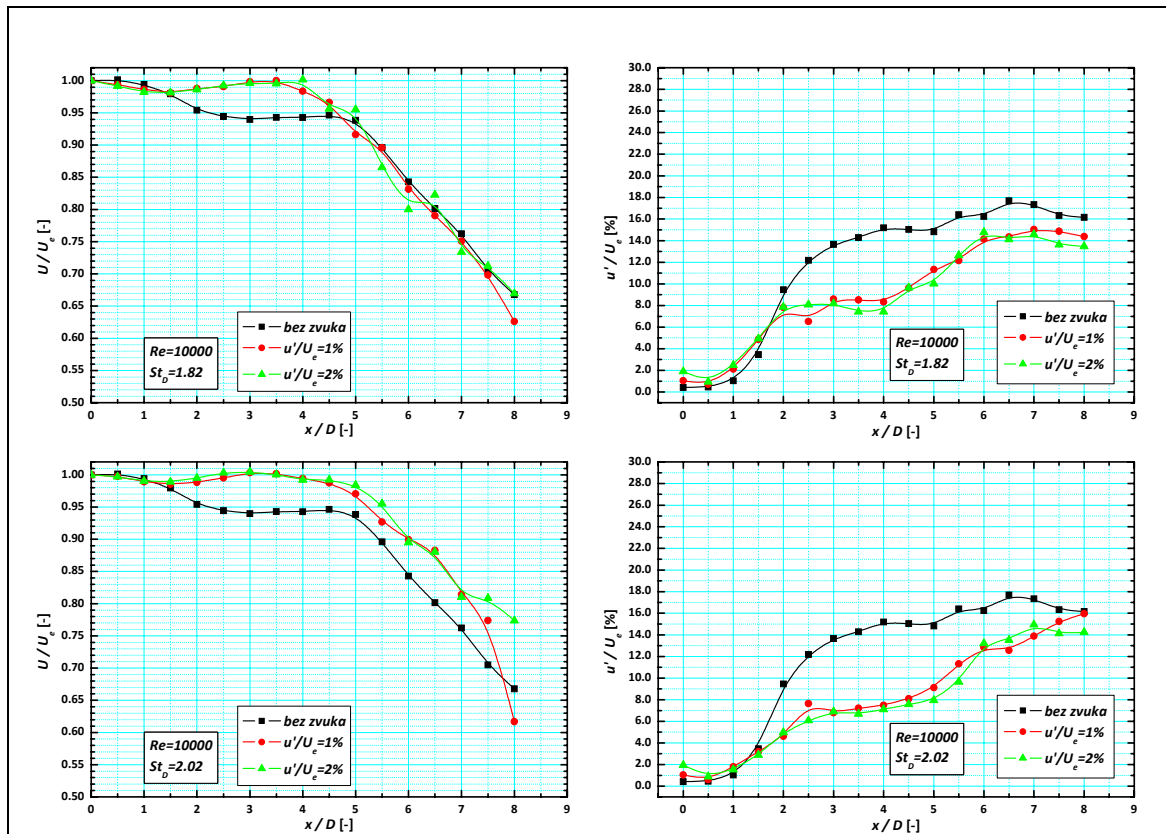 1.00
0.95
0.90
0.85
0.80
0.75
0.70
0.65
0.60
0.55
0.50
U / U_e [-]
Re=10000
St_D=1.82
bez zvuka
u'/U_e=1%
u'/U_e=2%
0 1 2 3 4 5 6 7 8 9
x / D [-]
30.0
28.0
26.0
24.0
22.0
20.0
18.0
16.0
14.0
12.0
10.0
8.0
6.0
4.0
2.0
0.0
u' / U_e [%]
Re=10000
St_D=1.82
bez zvuka
u'/U_e=1%
u'/U_e=2%
0 1 2 3 4 5 6 7 8 9
x / D [-]
1.00
0.95
0.90
0.85
0.80
0.75
0.70
0.65
0.60
0.55
0.50
U / U_e [-]
Re=10000
St_D=2.02
bez zvuka
u'/U_e=1%
u'/U_e=2%
0 1 2 3 4 5 6 7 8 9
x / D [-]
30.0
28.0
26.0
24.0
22.0
20.0
18.0
16.0
14.0
12.0
10.0
8.0
6.0
4.0
2.0
0.0
u' / U_e [%]
Re=10000
St_D=2.02
bez zvuka
u'/U_e=1%
u'/U_e=2%
0 1 2 3 4 5 6 7 8 9
x / D [-]